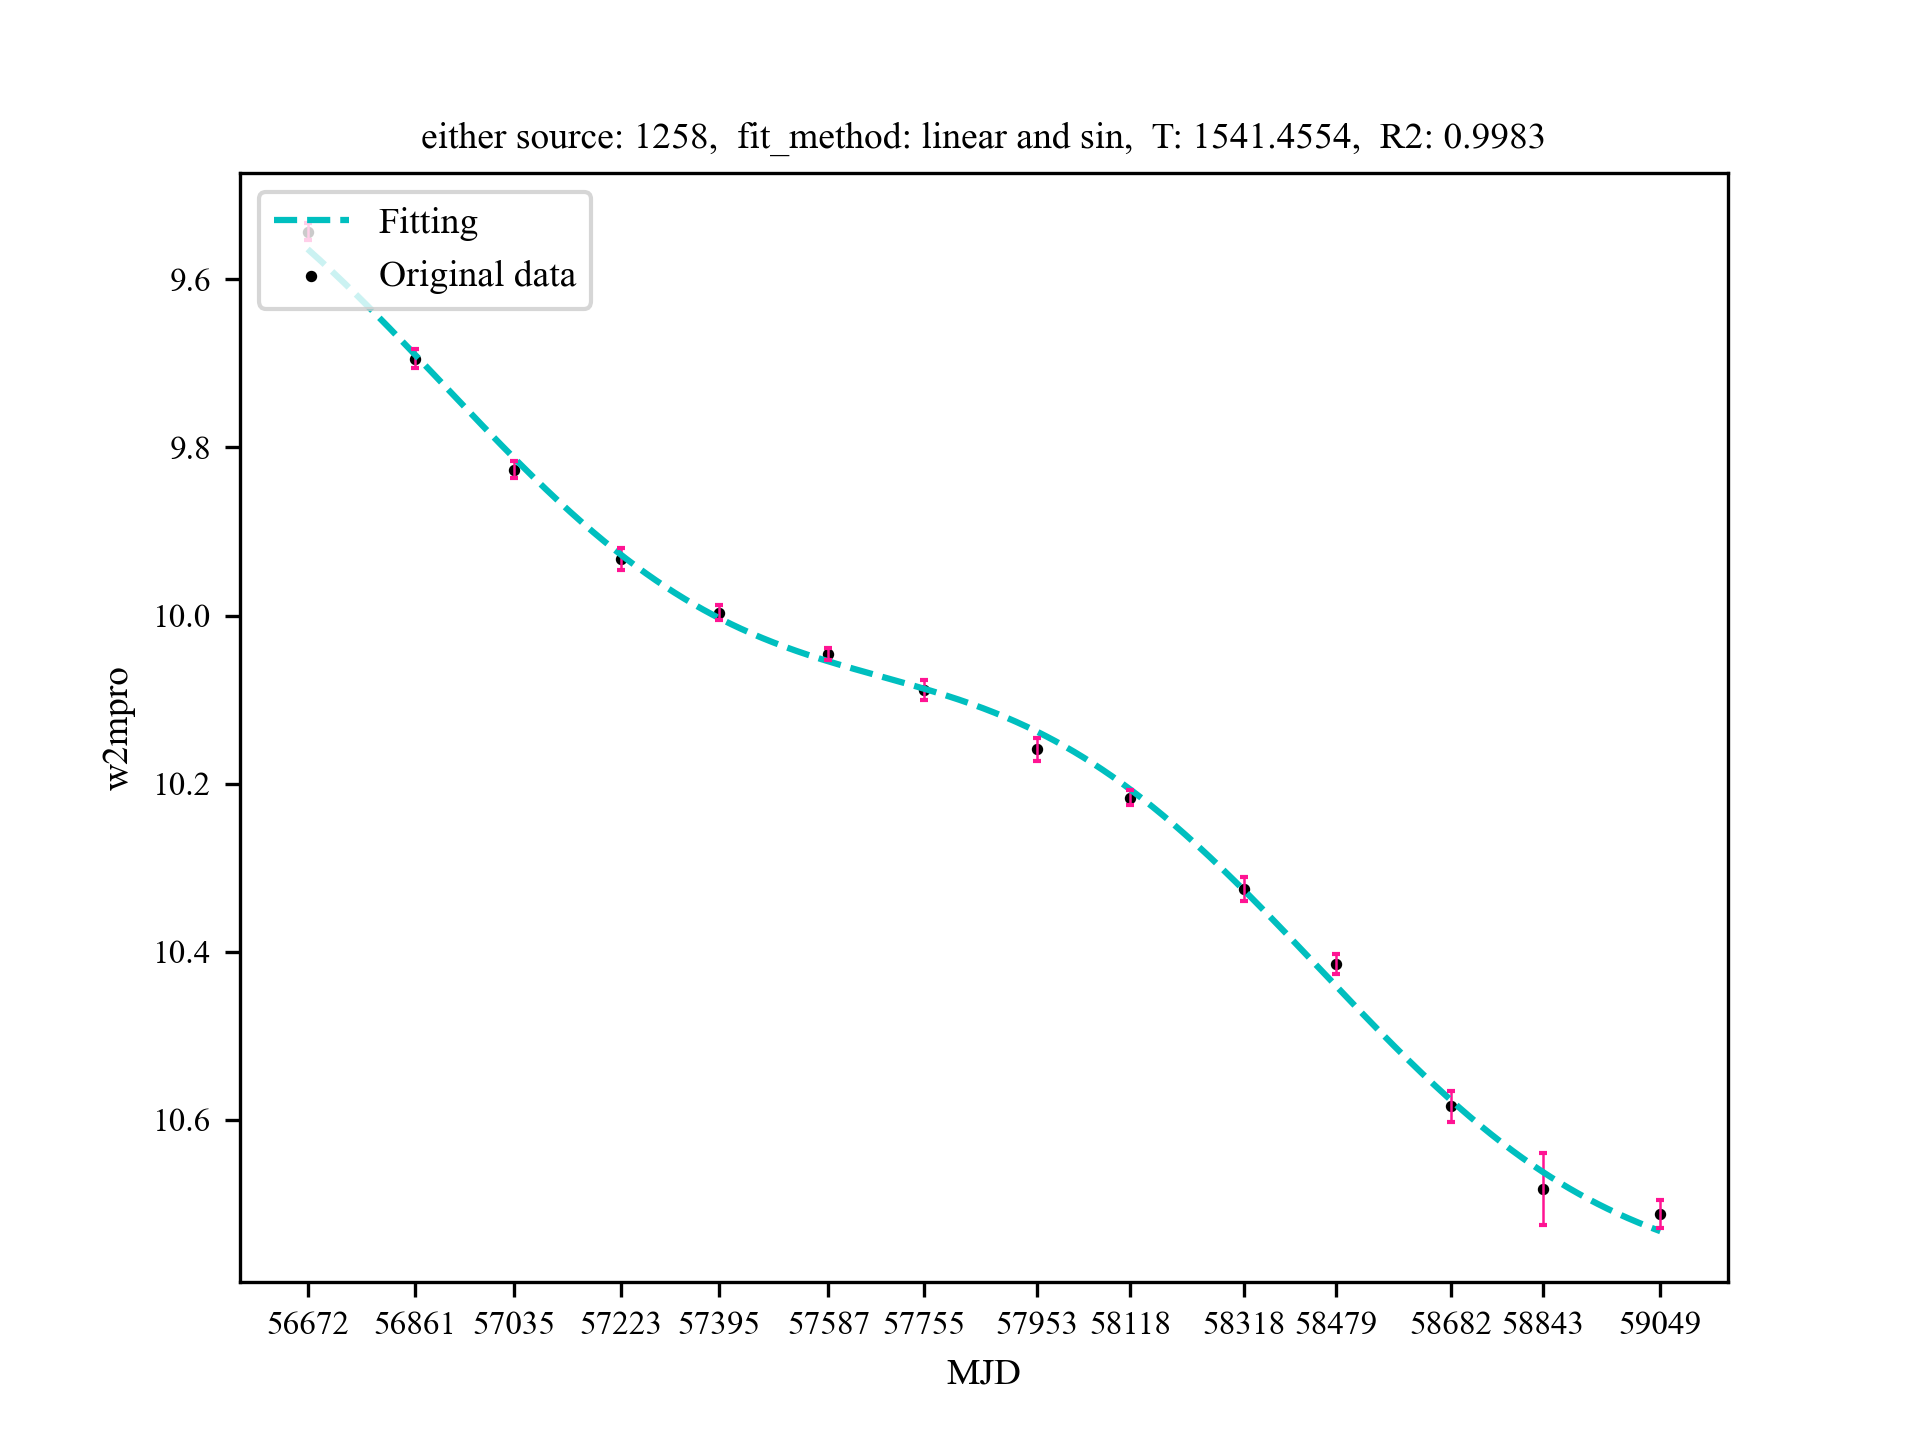 either source: 1258,  fit_method: linear and sin,  T: 1541.4554,  R2: 0.9983
Fitting
Original data
9.6
9.8
10.0
10.2
10.4
10.6
w2mpro
56672 56861 57035 57223 57395 57587 57755 57953 58118 58318 58479 58682 58843 59049
MJD